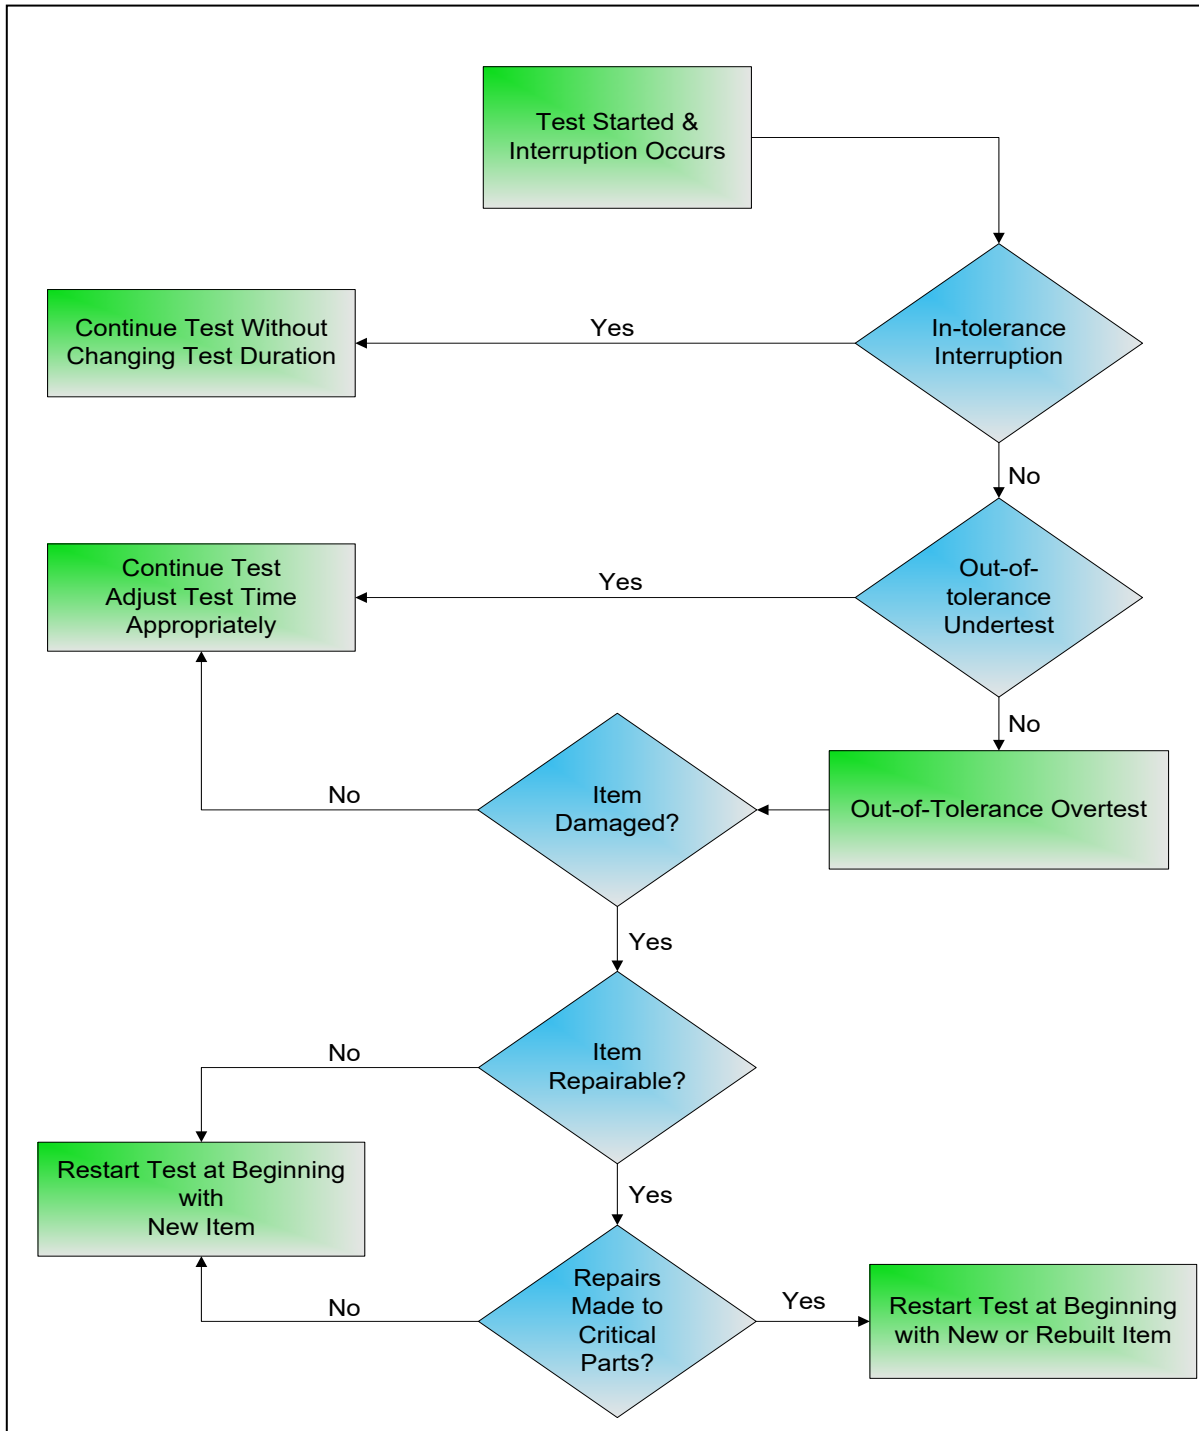 Test Started &
Interruption Occurs
In-tolerance
Interruption
Yes
Continue Test Without
Changing Test Duration
No
Out-of-
tolerance
Undertest
Yes
Continue Test
Adjust Test Time
Appropriately
No
Out-of-Tolerance Overtest
Item
Damaged?
No
Yes
Item
Repairable?
No
Restart Test at Beginning
with
New Item
Yes
Repairs
Made to
Critical
Parts?
No
Yes
Restart Test at Beginning
with New or Rebuilt Item